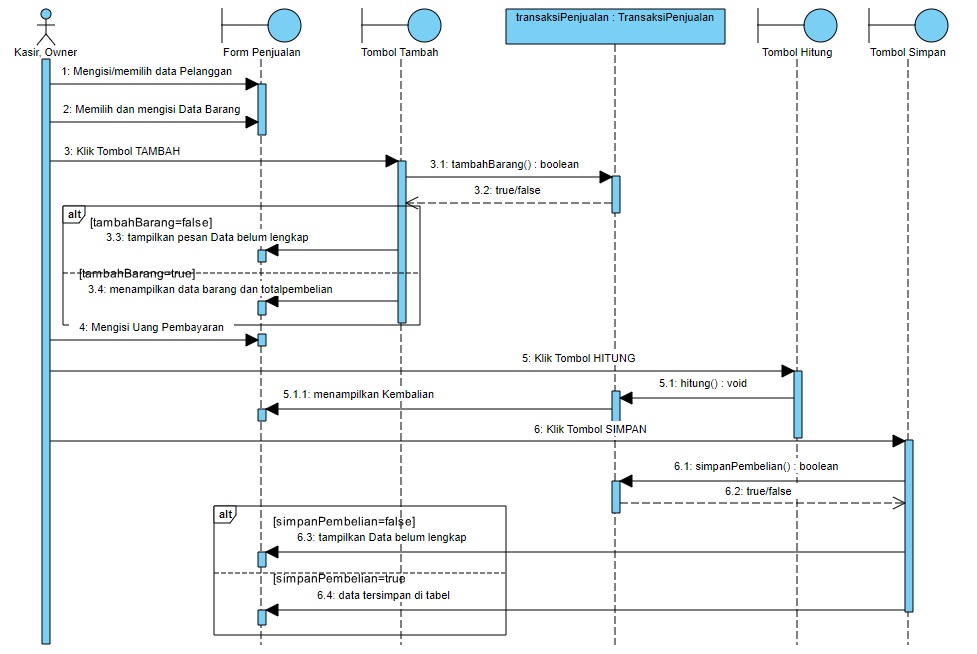 transaksiPenjualan : TransaksiPenjualan
Kasir, Owner
Form Penjualan
Tombol Tambah
Tombol Hitung
Tombol Simpan
1: Mengisi/memilih data Pelanggan
2: Memilih dan mengisi Data Barang
3: Klik Tombol TAMBAH
3.1: tambahBarang() : boolean
3.2: true/false
alt
[tambahBarang=false]
3.3: tampilkan pesan Data belum lengkap
[tambahBarang=true]
3.4: menampilkan data barang dan totalpembelian
4: Mengisi Uang Pembayaran
5: Klik Tombol HITUNG
5.1: hitung() : void
5.1.1: menampilkan Kembalian
6: Klik Tombol SIMPAN
6.1: simpanPembelian() : boolean
6.2: true/false
alt
[simpanPembelian=false]
6.3: tampilkan Data belum lengkap
[simpanPembelian=true
6.4: data tersimpan di tabel